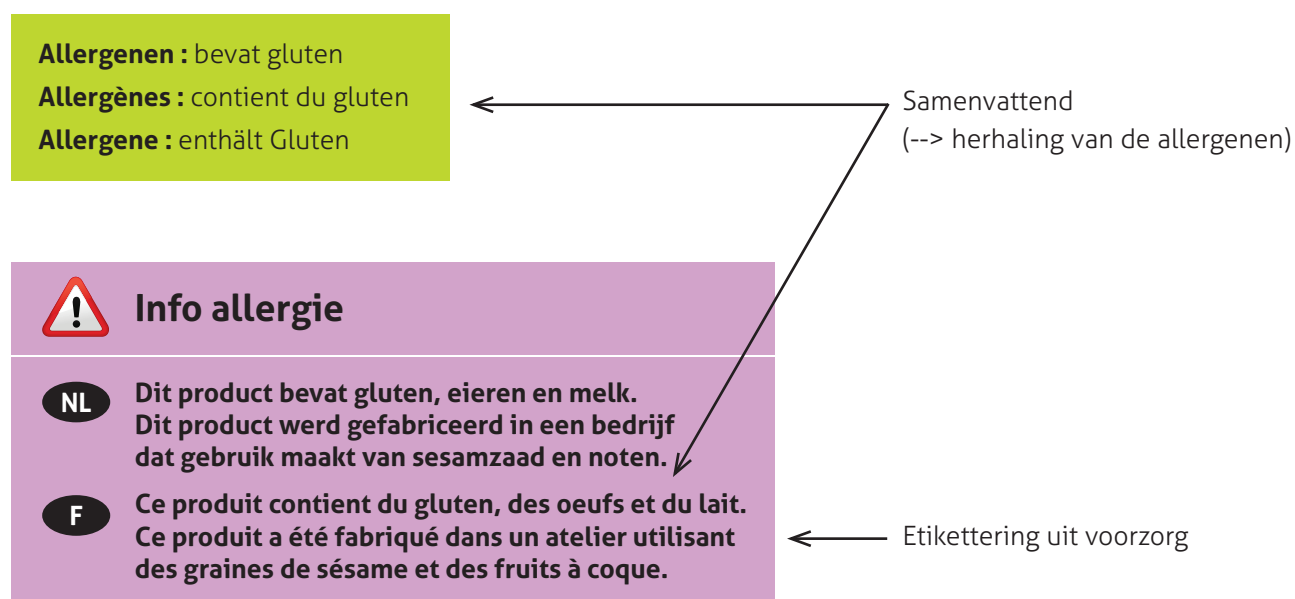 Allergenen : bevat gluten
Allergènes : contient du gluten
Allergene : enthält Gluten
Samenvattend
(--> herhaling van de allergenen)
Info allergie
NL
Dit product bevat gluten, eieren en melk.
Dit product werd gefabriceerd in een bedrijf
dat gebruik maakt van sesamzaad en noten.
F
Ce produit contient du gluten, des oeufs et du lait.
Ce produit a été fabriqué dans un atelier utilisant
des graines de sésame et des fruits à coque.
Etikettering uit voorzorg